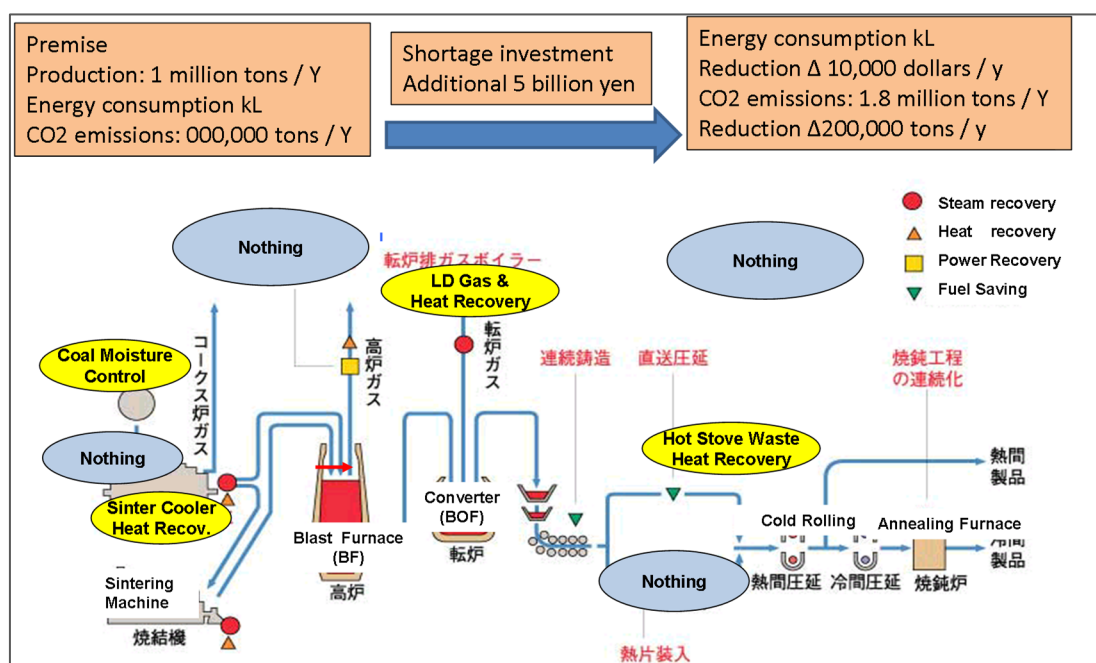 Premise
Production: 1 million tons / Y
Energy consumption kL
CO2 emissions: 000,000 tons / Y
Shortage investment
Additional 5 billion yen
Energy consumption kL
Reduction Δ 10,000 dollars / y
CO2 emissions: 1.8 million tons / Y
Reduction Δ200,000 tons / y
Steam recovery
Heat recovery
Power Recovery
Fuel Saving
Nothing
Nothing
転炉排ガスボイラー
LD Gas &
Heat Recovery
Coal Moisture
Control
コークス炉ガス
高炉ガス
転炉ガス
連続鋳造
直送圧延
焼鈍工程
の連続化
Nothing
Hot Stove Waste
Heat Recovery
熱間
製品
Sinter Cooler
Heat Recov.
Converter
(BOF)
転炉
Blast Furnace
(BF)
高炉
Cold Rolling
Annealing Furnace
冷間
製品
Nothing
熱間圧延
冷間圧延
焼鈍炉
Sintering
Machine
焼結機
熱片装入